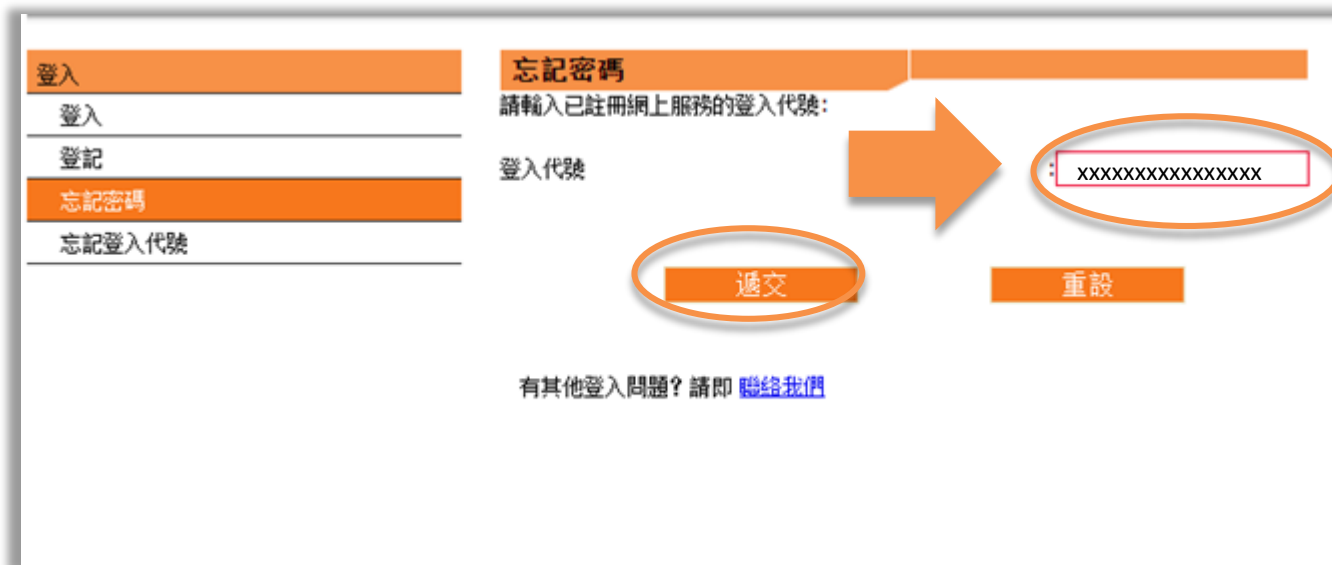 登入
登入
登記
忘記密碼
忘記登入代號
忘記密碼
請輸入已註冊網上服務的登入代號:
登入代號 : xxxxxxxxxxxxxxxx
遞交 重設
有其他登入問題? 請即 聯絡我們